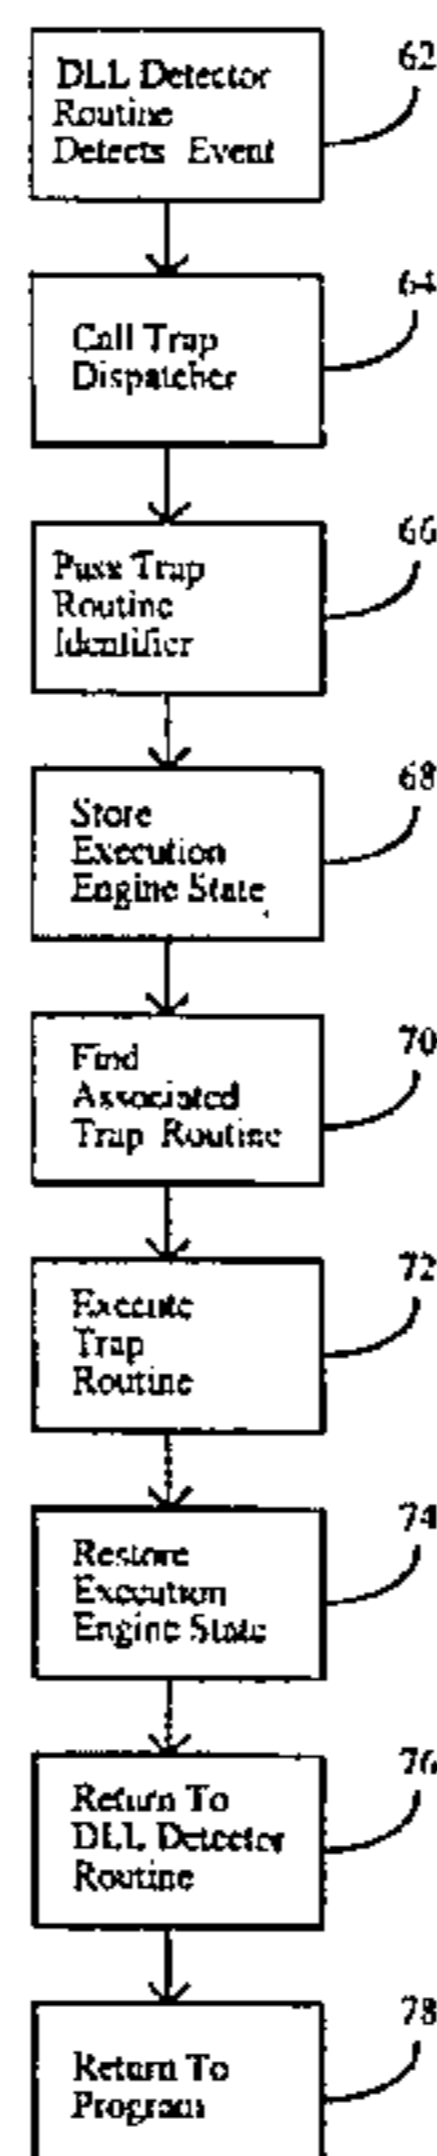 DLL Detector
Routine
Detects Event
62
Call Trap
Dispatcher
64
Pass Trap
Routine
Identifier
66
Store
Execution
Engine State
68
Find
Associated
Trap Routine
70
Execute
Trap
Routine
72
Restore
Execution
Engine State
74
Return To
DLL Detector
Routine
76
Return To
Program
78